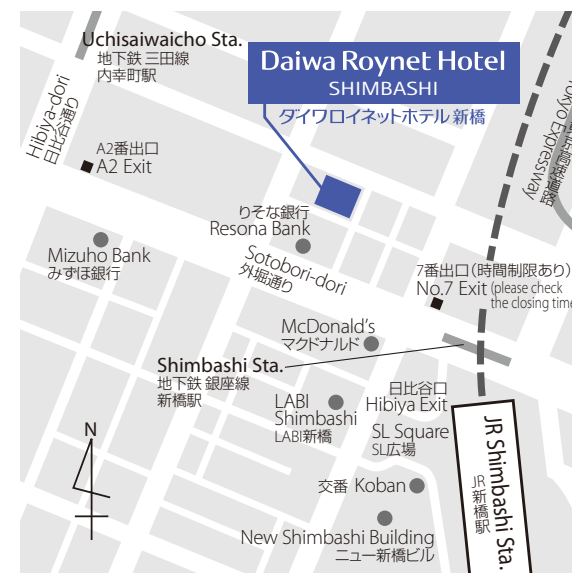 Uchisaiwaicho Sta.
地下鉄 三田線
内幸町駅
Daiwa Roynet Hotel
SHIMBASHI
ダイワロイネットホテル 新橋
Hibiya-dori
日比谷通り
A2番出口
A2 Exit
Tokyo Expressway
りそな銀行
Resona Bank
Mizuho Bank
みずほ銀行
Sotobori-dori
外堀通り
7番出口(時間制限あり)
No.7 Exit (please check
the closing time
McDonald's
マクドナルド
Shimbashi Sta.
地下鉄 銀座線
新橋駅
日比谷口
Hibiya Exit
LABI
Shimbashi
LABI新橋
SL Square
SL広場
JR Shimbashi Sta.
JR 新橋駅
N
交番 Koban
New Shimbashi Building
ニュー新橋ビル